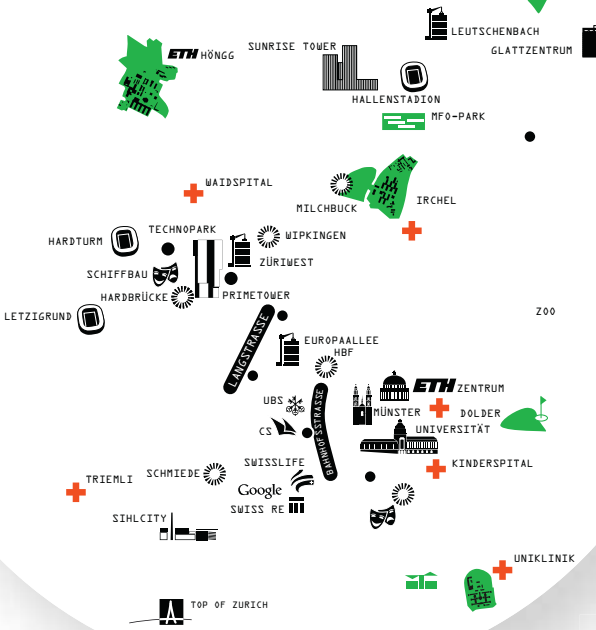 LEUTSCHENBACH
SUNRISE TOWER
GLATTZENTRUM
ETH HÖNGG
HALLENSTADION
MFO-PARK
WAIDSPITAL
MILCHBUCK
IRCHEL
TECHNOPARK
HARDTURM
WIPKINGEN
ZÜRIWEST
SCHIFFBAU
HARDBRÜCKE
PRIMETOWER
LETZIGRUND
ZOO
LANGSTRASSE
EUROPAALLEE
HBF
ETH ZENTRUM
UBS
BAHNHOFSSTRASSE
MÜNSTER
DOLDER
CS
UNIVERSITÄT
SWISSLIFE
KINDERSPITAL
SCHMIEDE
TRIEMLI
Google
SWISS RE
SIHLCITY
UNIKLINIK
TOP OF ZURICH